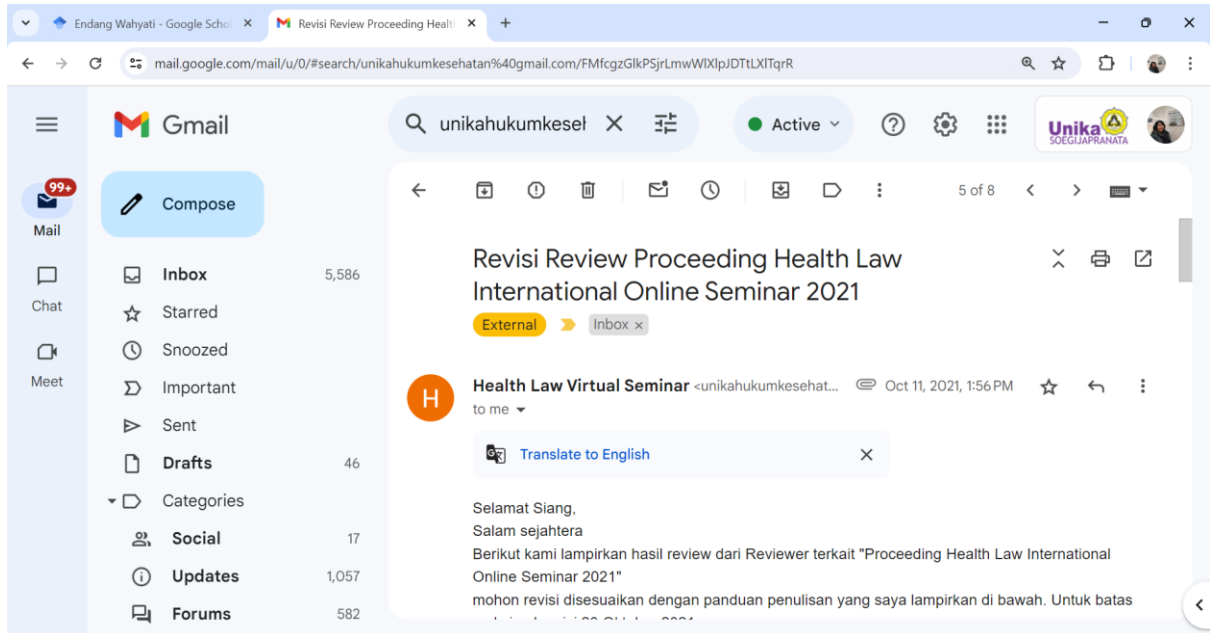 Endang Wahyati - Google Schol
Revisi Review Proceeding Healt
mail.google.com/mail/u/0/#search/unikahukumkesehatan%40gmail.com/FMfcgzGlkPSjrLmwWlXlpJDTtLXlTqrR
Gmail
unikahukumkeseh
Active
Unika
SOEGIJAPRANATA
99+
Mail
Chat
Meet
Compose
Inbox 5,586
Starred
Snoozed
Important
Sent
Drafts 46
Categories
Social 17
Updates 1,057
Forums 582
5 of 8
Revisi Review Proceeding Health Law
International Online Seminar 2021
External Inbox ×
H
Health Law Virtual Seminar <unikahukumkesehat... Oct 11, 2021, 1:56 PM
to me
Translate to English
Selamat Siang,
Salam sejahtera
Berikut kami lampirkan hasil review dari Reviewer terkait "Proceeding Health Law International
Online Seminar 2021"
mohon revisi disesuaikan dengan panduan penulisan yang saya lampirkan di bawah. Untuk batas